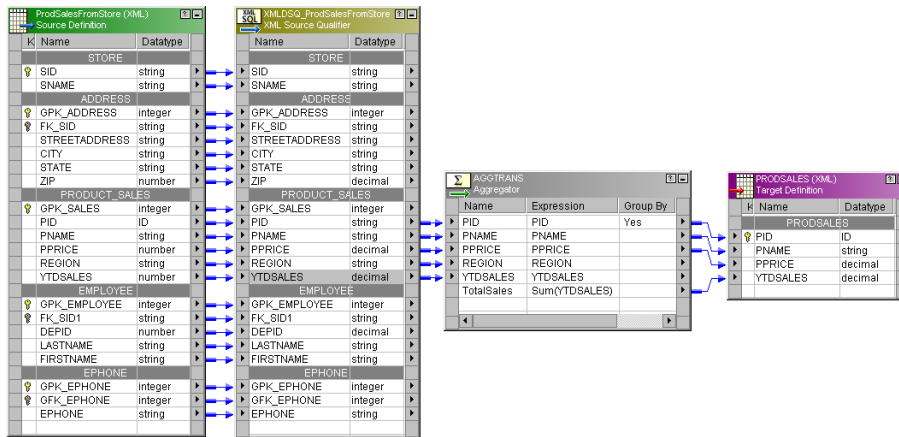 ProdSalesFromStore (XML)
Source Definition
K Name Datatype
STORE
SID string
SNAME string
ADDRESS
GPK_ADDRESS integer
FK_SID string
STREETADDRESS string
CITY string
STATE string
ZIP number
PRODUCT_SALES
GPK_SALES integer
PID ID
PNAME string
PPRICE number
REGION string
YTDSALES number
EMPLOYEE
GPK_EMPLOYEE integer
FK_SID1 string
DEPID number
LASTNAME string
FIRSTNAME string
EPHONE
GPK_EPHONE integer
GFK_EPHONE integer
EPHONE string
XML
SQL
XMLDSQ_ProdSalesFromStore
XML Source Qualifier
Name Datatype
STORE
SID string
SNAME string
ADDRESS
GPK_ADDRESS integer
FK_SID string
STREETADDRESS string
CITY string
STATE string
ZIP decimal
PRODUCT_SALES
GPK_SALES integer
PID string
PNAME string
PPRICE decimal
REGION string
YTDSALES decimal
EMPLOYEE
GPK_EMPLOYEE integer
FK_SID1 string
DEPID decimal
LASTNAME string
FIRSTNAME string
EPHONE
GPK_EPHONE integer
GFK_EPHONE integer
EPHONE string
Σ
AGGTRANS
Aggregator
Name Expression Group By
PID PID Yes
PNAME PNAME
PPRICE PPRICE
REGION REGION
YTDSALES YTDSALES
TotalSales Sum(YTDSALES)
PRODSALES (XML)
Target Definition
K Name Datatype
PRODSALES
PID ID
PNAME string
PPRICE decimal
YTDSALES decimal